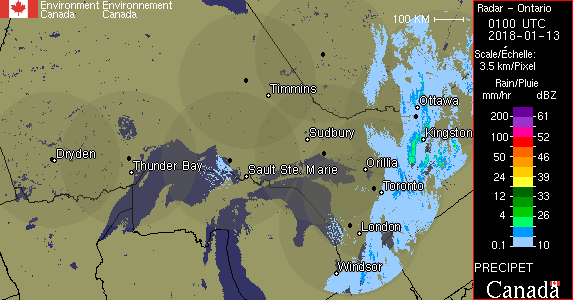 Environment Environnement
Canada Canada
100 KM
Timmins
Ottawa
Sudbury
Kingston
Dryden
Thunder Bay
Sault Ste. Marie
Orillia
Toronto
London
Windsor
Radar - Ontario
0100 UTC
2018-01-13
Scale/Échelle:
3.5 km/Pixel
Rain/Pluie
mm/hr dBZ
200 61
100 52
50 46
24 39
12 33
4 26
0.1 10
PRECIPET
Canada